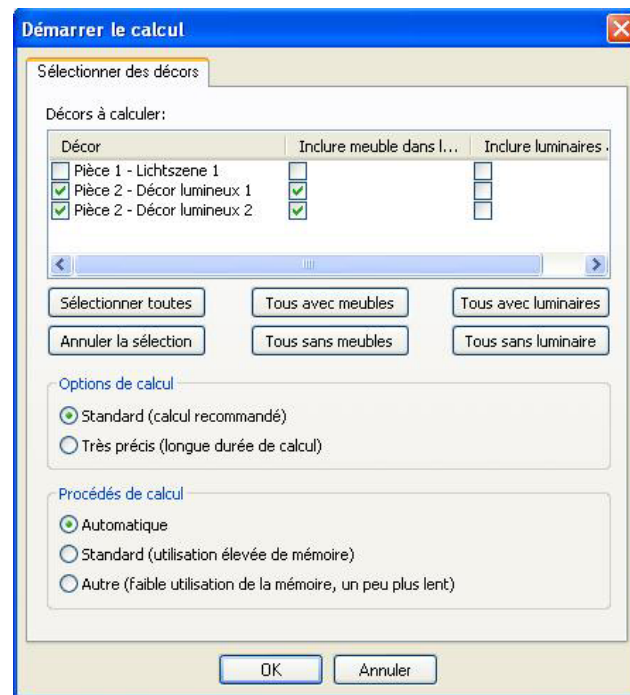 Démarrer le calcul
Sélectionner des décors
Décors à calculer:
Décor Inclure meuble dans l... Inclure luminaires
Pièce 1 - Lichtszene 1
Pièce 2 - Décor lumineux 1
Pièce 2 - Décor lumineux 2
Sélectionner toutes Tous avec meubles Tous avec luminaires
Annuler la sélection Tous sans meubles Tous sans luminaire
Options de calcul
Standard (calcul recommandé)
Très précis (longue durée de calcul)
Procédés de calcul
Automatique
Standard (utilisation élevée de mémoire)
Autre (faible utilisation de la mémoire, un peu plus lent)
OK Annuler